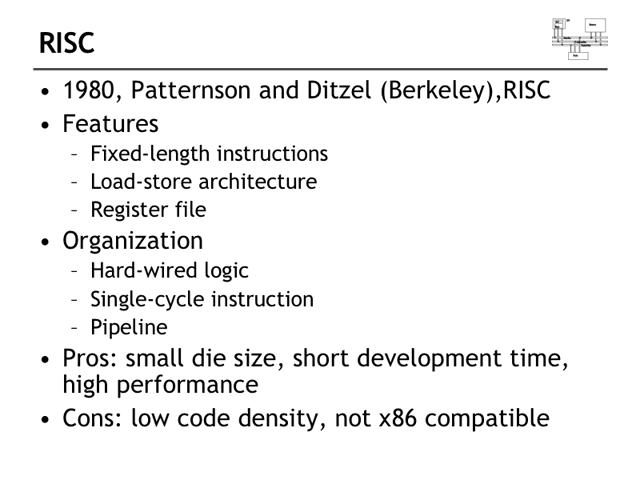 RISC
• 1980, Patternson and Ditzel (Berkeley),RISC
• Features
– Fixed-length instructions
– Load-store architecture
– Register file
• Organization
– Hard-wired logic
– Single-cycle instruction
– Pipeline
• Pros: small die size, short development time,
high performance
• Cons: low code density, not x86 compatible